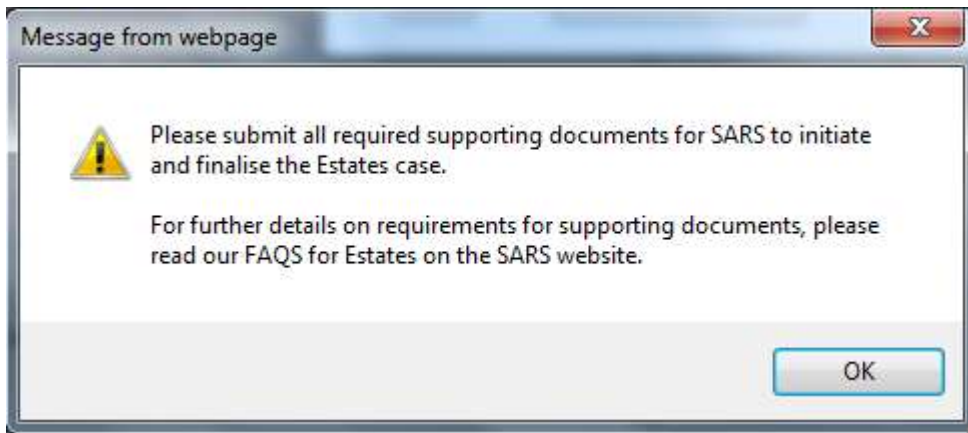 Message from webpage
Please submit all required supporting documents for SARS to initiate
and finalise the Estates case.
For further details on requirements for supporting documents, please
read our FAQS for Estates on the SARS website.
OK